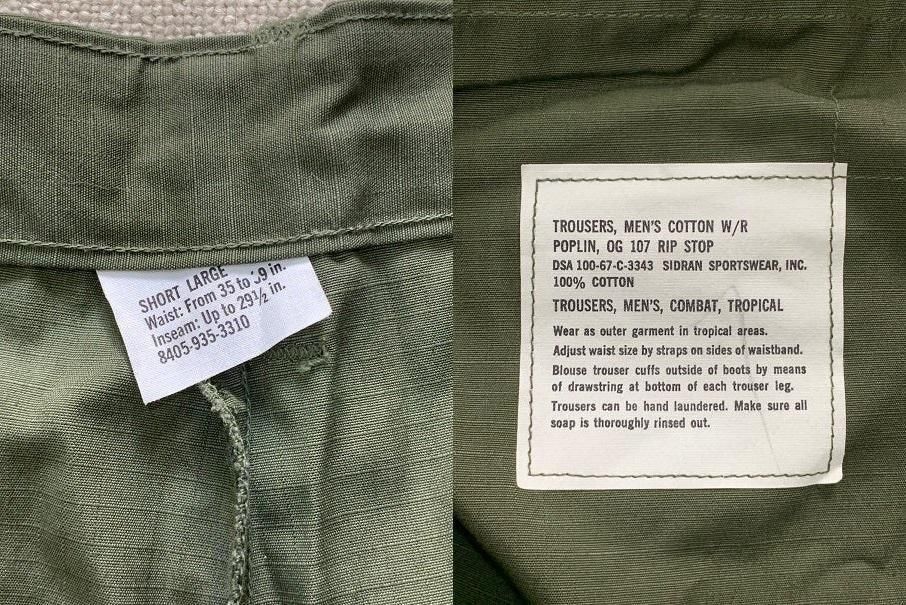 SHORT LARGE
Waist: From 35 to 39 in.
Inseam: Up to 29½ in.
8405-935-3310
TROUSERS, MEN'S COTTON W/R
POPLIN, OG 107 RIP STOP
DSA 100-67-C-3343 SIDRAN SPORTSWEAR, INC.
100% COTTON
TROUSERS, MEN'S, COMBAT, TROPICAL
Wear as outer garment in tropical areas.
Adjust waist size by straps on sides of waistband.
Blouse trouser cuffs outside of boots by means
of drawstring at bottom of each trouser leg.
Trousers can be hand laundered. Make sure all
soap is thoroughly rinsed out.